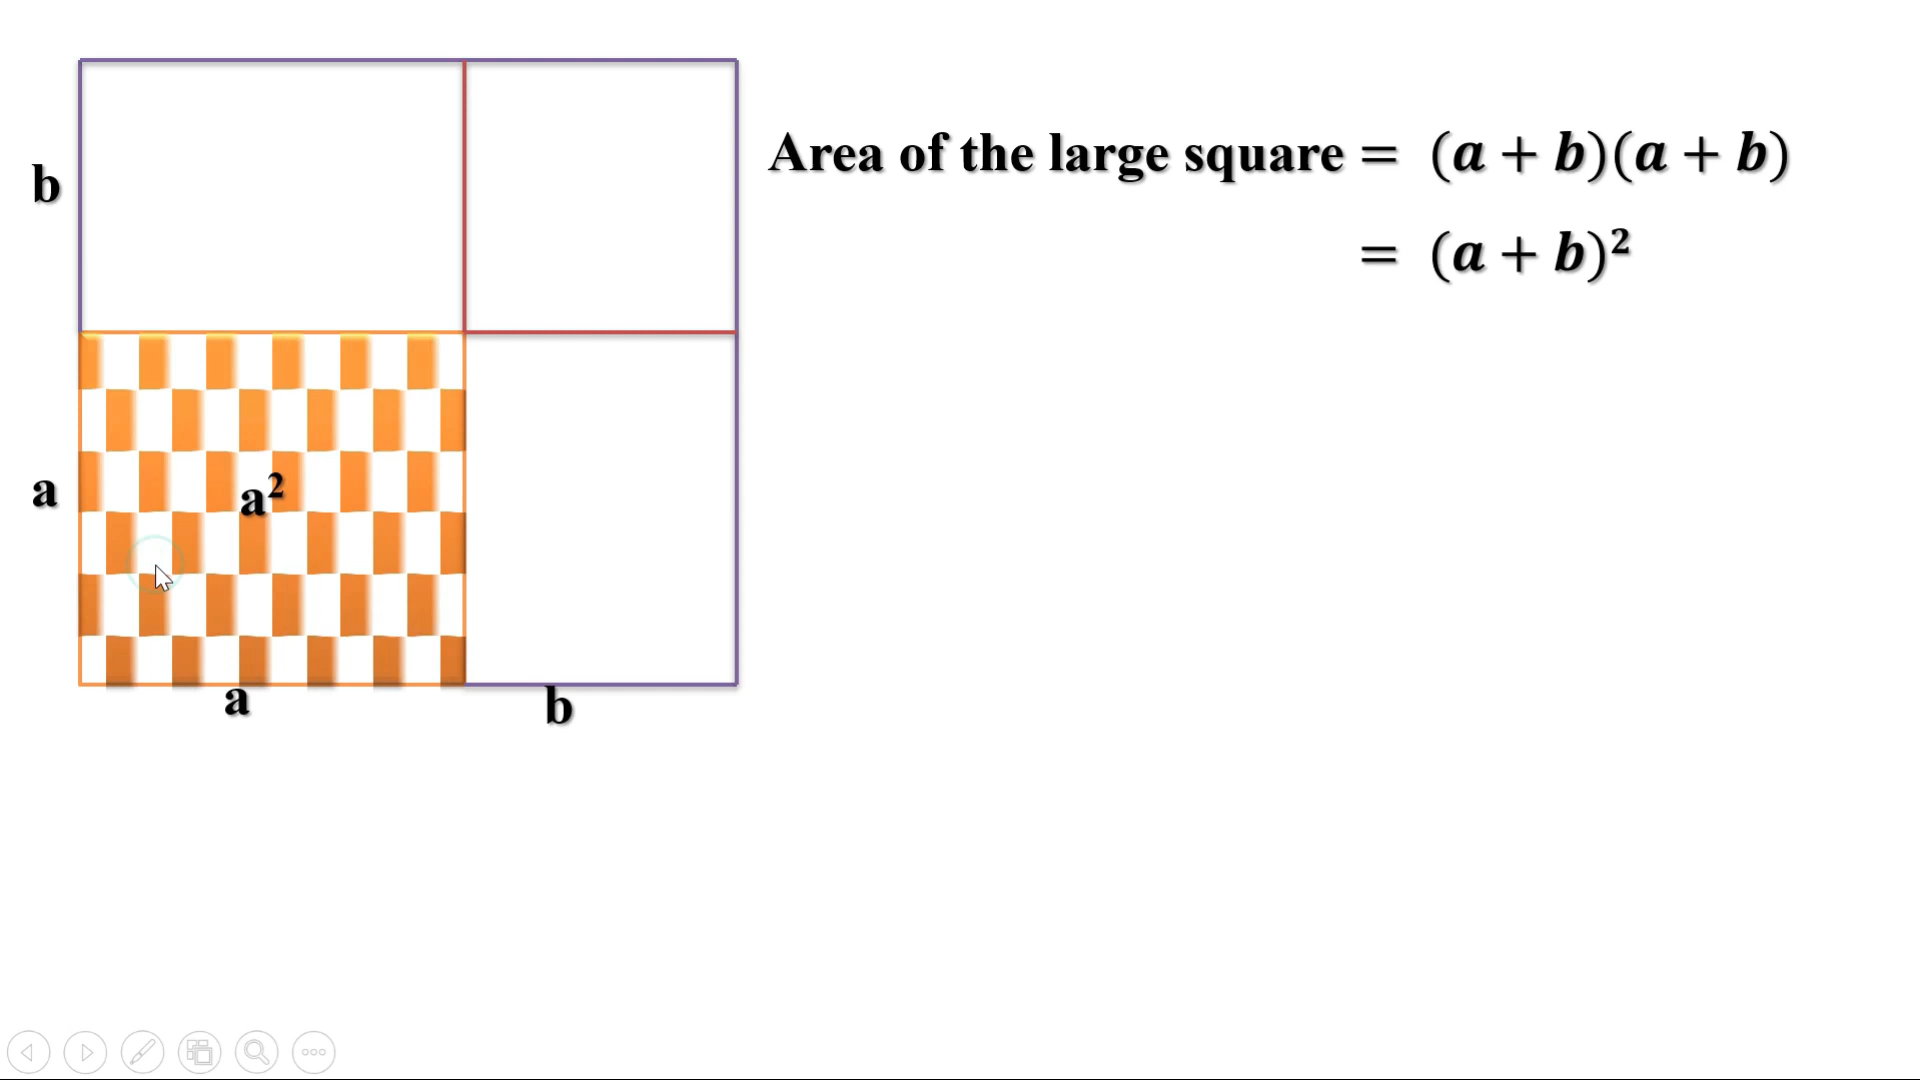 Area of the large square = (a + b)(a + b)
= (a + b)²
b
a
a²
a
b